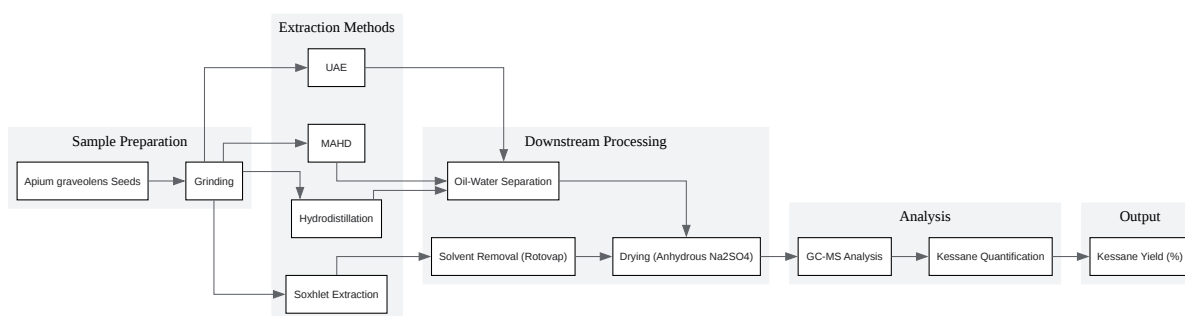 Extraction Methods
UAE
MAHD
Hydrodistillation
Soxhlet Extraction
Sample Preparation
Apium graveolens Seeds
Grinding
Downstream Processing
Oil-Water Separation
Solvent Removal (Rotovap)
Drying (Anhydrous Na2SO4)
Analysis
GC-MS Analysis
Kessane Quantification
Output
Kessane Yield (%)